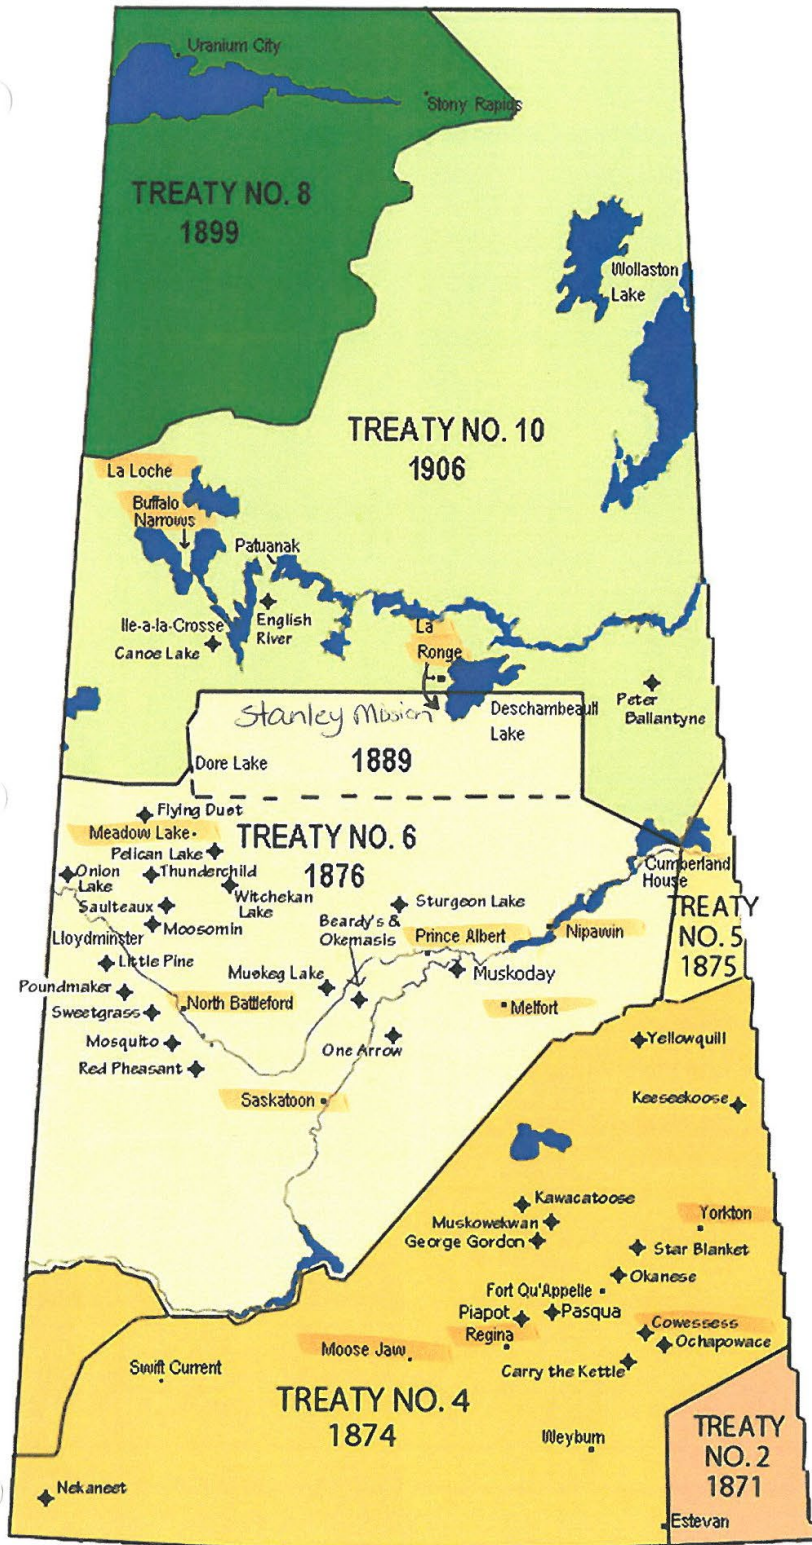 Uranium City
Stony Rapids
TREATY NO. 8
1899
Wollaston
Lake
TREATY NO. 10
1906
La Loche
Buffalo
Narrows
Patuanak
Ile-a-la-Crosse
English
River
Canoe Lake
La
Ronge
Peter
Ballantyne
Stanley Mission
Deschambeault
Lake
1889
Dore Lake
Flying Dust
Meadow Lake
TREATY NO. 6
1876
Pelican Lake
Onion
Lake
Thunderchild
Witchekan
Lake
Cumberland
House
Saulteaux
Sturgeon Lake
Beardy's &
Okemasis
TREATY
NO. 5
1875
Moosomin
Lloydminster
Prince Albert
Nipawin
Little Pine
Muskeg Lake
Muskoday
Poundmaker
North Battleford
Sweetgrass
Melfort
Mosquito
One Arrow
Yellowquill
Red Pheasant
Saskatoon
Keeseekoose
Kawacatoose
Muskowekwan
George Gordon
Yorkton
Star Blanket
Okanese
Fort Qu'Appelle
Piapot
Pasqua
Regina
Cowessess
Ochapowace
Moose Jaw
Swift Current
Carry the Kettle
TREATY NO. 4
1874
Weyburn
TREATY
NO. 2
1871
Nekaneet
Estevan